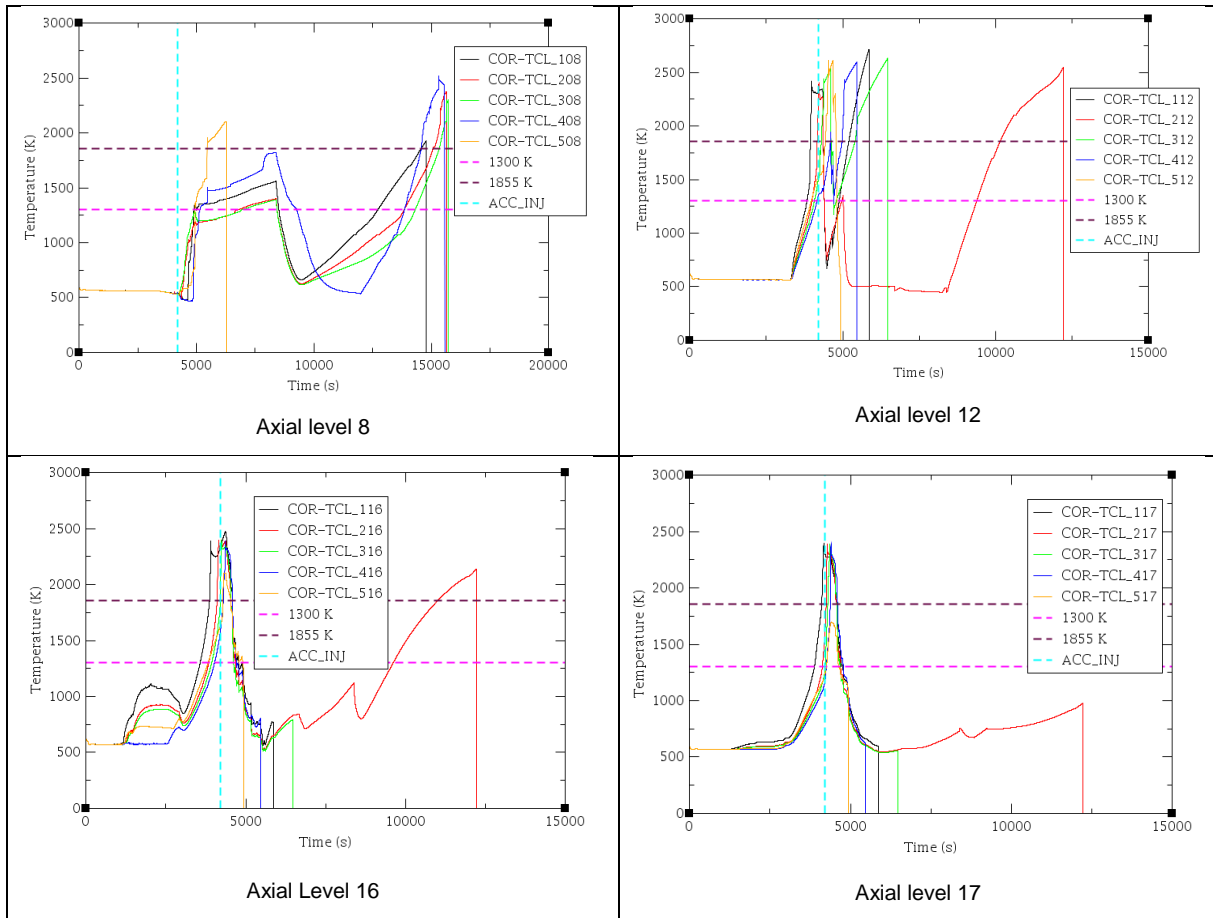 3000
2500
2000
1500
1000
500
0
Temperature (K)
0
5000
10000
15000
20000
Time (s)
COR-TCL_108
COR-TCL_208
COR-TCL_308
COR-TCL_408
COR-TCL_508
1300 K
1855 K
ACC_INJ
Axial level 8
3000
2500
2000
1500
1000
500
0
Temperature (K)
0
5000
10000
15000
Time (s)
COR-TCL_112
COR-TCL_212
COR-TCL_312
COR-TCL_412
COR-TCL_512
1300 K
1855 K
ACC_INJ
Axial level 12
3000
2500
2000
1500
1000
500
0
Temperature (K)
0
5000
10000
15000
Time (s)
COR-TCL_116
COR-TCL_216
COR-TCL_316
COR-TCL_416
COR-TCL_516
1300 K
1855 K
ACC_INJ
Axial Level 16
3000
2500
2000
1500
1000
500
0
Temperature (K)
0
5000
10000
15000
Time (s)
COR-TCL_117
COR-TCL_217
COR-TCL_317
COR-TCL_417
COR-TCL_517
1300 K
1855 K
ACC_INJ
Axial level 17